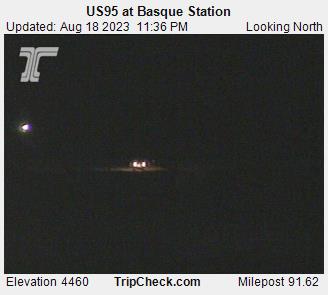 US95 at Basque Station
Updated: Aug 18 2023 11:36 PM Looking North
Elevation 4460 TripCheck.com Milepost 91.62